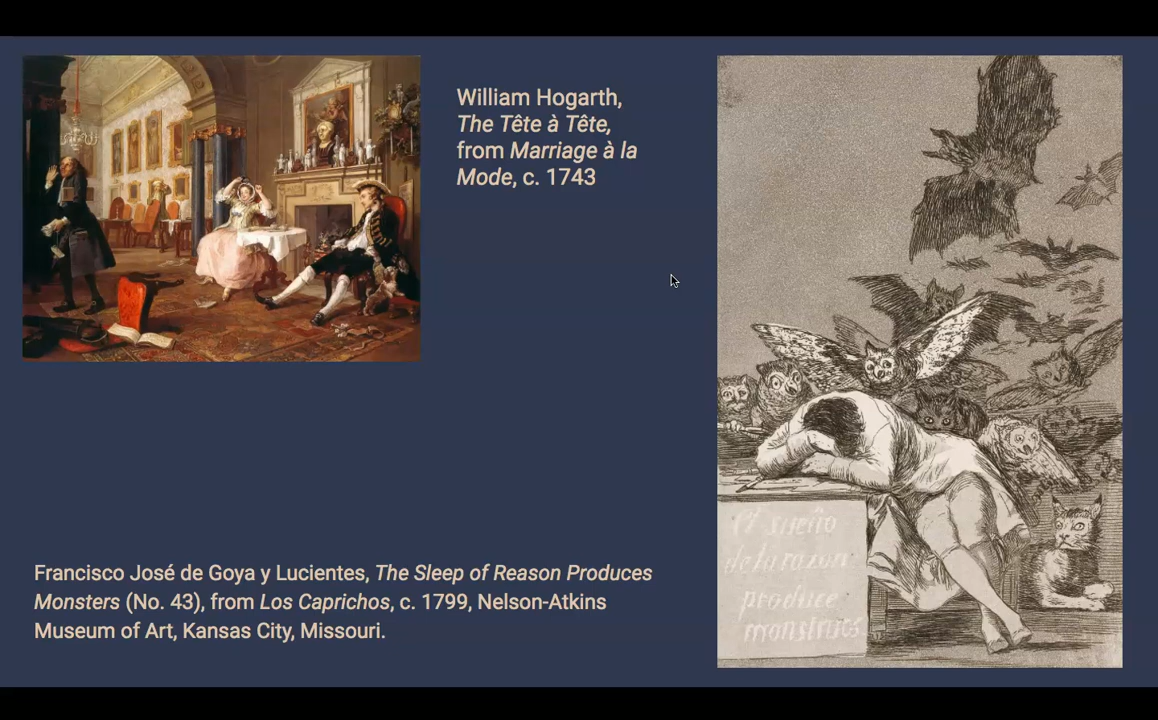 William Hogarth,
The Tête à Tête,
from Marriage à la
Mode, c. 1743
Francisco José de Goya y Lucientes, The Sleep of Reason Produces
Monsters (No. 43), from Los Caprichos, c. 1799, Nelson-Atkins
Museum of Art, Kansas City, Missouri.
El sueño
de la razon
produce
monstruos